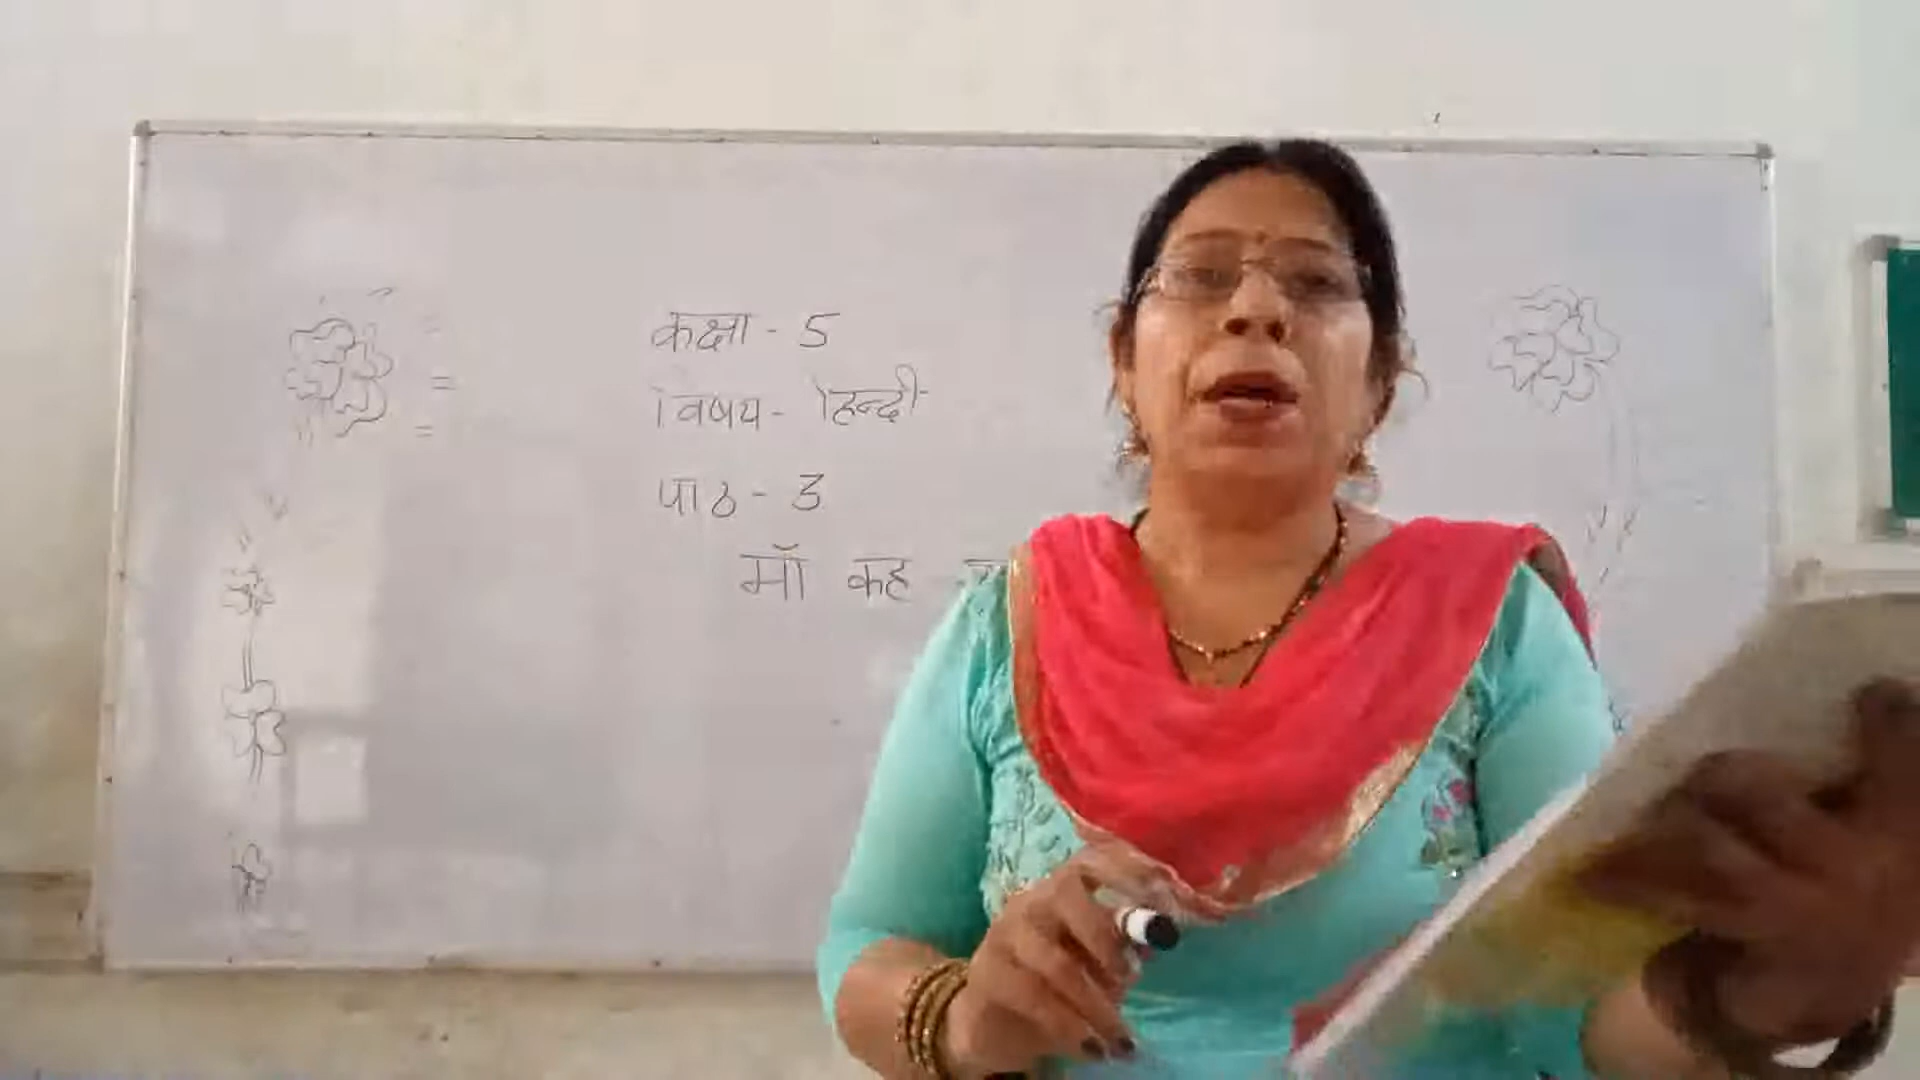 कक्षा - 5
विषय - हिन्दी
पाठ - 3
माँ कह